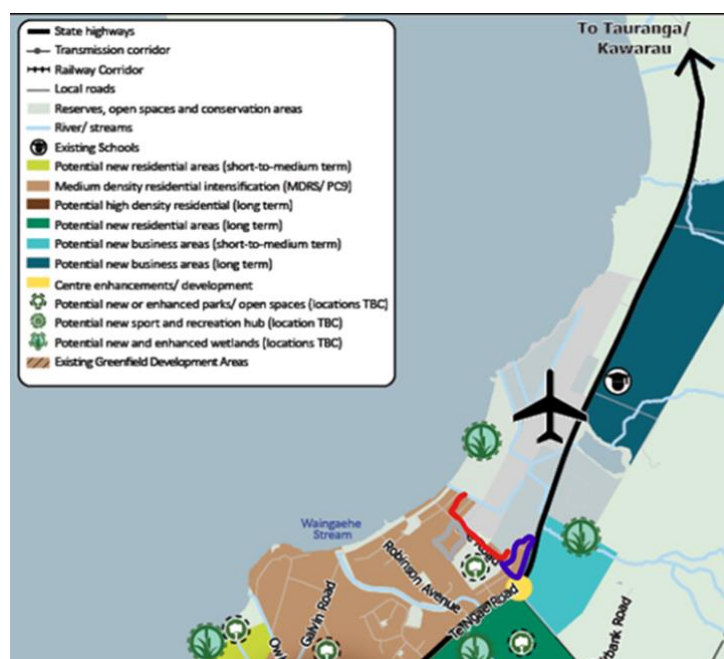 State highways
Transmission corridor
Railway Corridor
Local roads
Reserves, open spaces and conservation areas
River/ streams
Existing Schools
Potential new residential areas (short-to-medium term)
Medium density residential intensification (MDRS/ PC9)
Potential high density residential (long term)
Potential new residential areas (long term)
Potential new business areas (short-to-medium term)
Potential new business areas (long term)
Centre enhancements/ development
Potential new or enhanced parks/ open spaces (locations TBC)
Potential new sport and recreation hub (location TBC)
Potential new and enhanced wetlands (locations TBC)
Existing Greenfield Development Areas
To Tauranga/
Kawarau
Waingaehe
Stream
Robinson Avenue
Galvin Road
Road